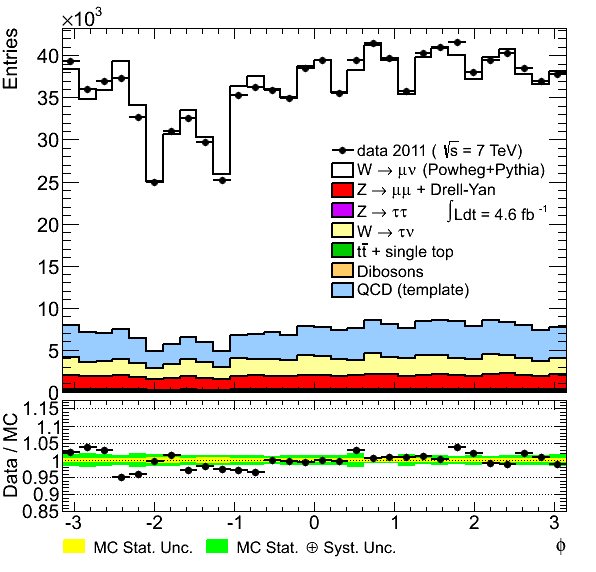 ×10³
Entries
40
35
30
25
20
15
10
5
0
data 2011 ( √s = 7 TeV)
W → μν (Powheg+Pythia)
Z → μμ + Drell-Yan
Z → ττ ∫Ldt = 4.6 fb⁻¹
W → τν
tt̅ + single top
Dibosons
QCD (template)
Data / MC
1.15
1.1
1.05
1
0.95
0.9
0.85
-3 -2 -1 0 1 2 3
MC Stat. Unc. MC Stat. ⊕ Syst. Unc. ϕ